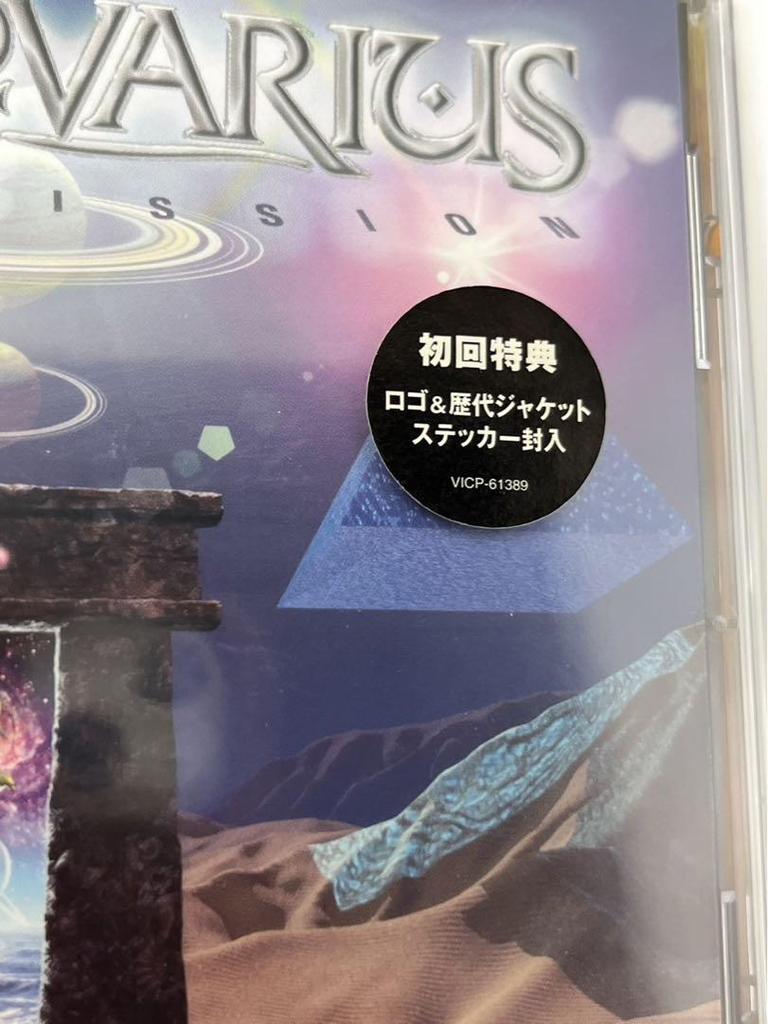 VARIUS
ISSION
初回特典
ロゴ&歴代ジャケット
ステッカー封入
VICP-61389